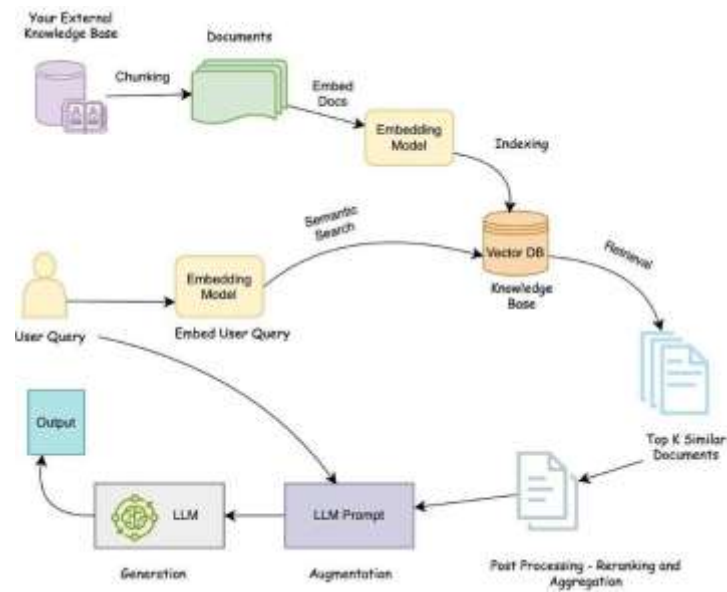 Your External
Knowledge Base
Documents
Chunking
Embed
Docs
Embedding
Model
Indexing
Semantic
Search
Vector DB
Retrieval
Knowledge
Base
Embedding
Model
User Query
Embed User Query
Output
Top K Similar
Documents
LLM
LLM Prompt
Generation
Augmentation
Post Processing - Reranking and
Aggregation